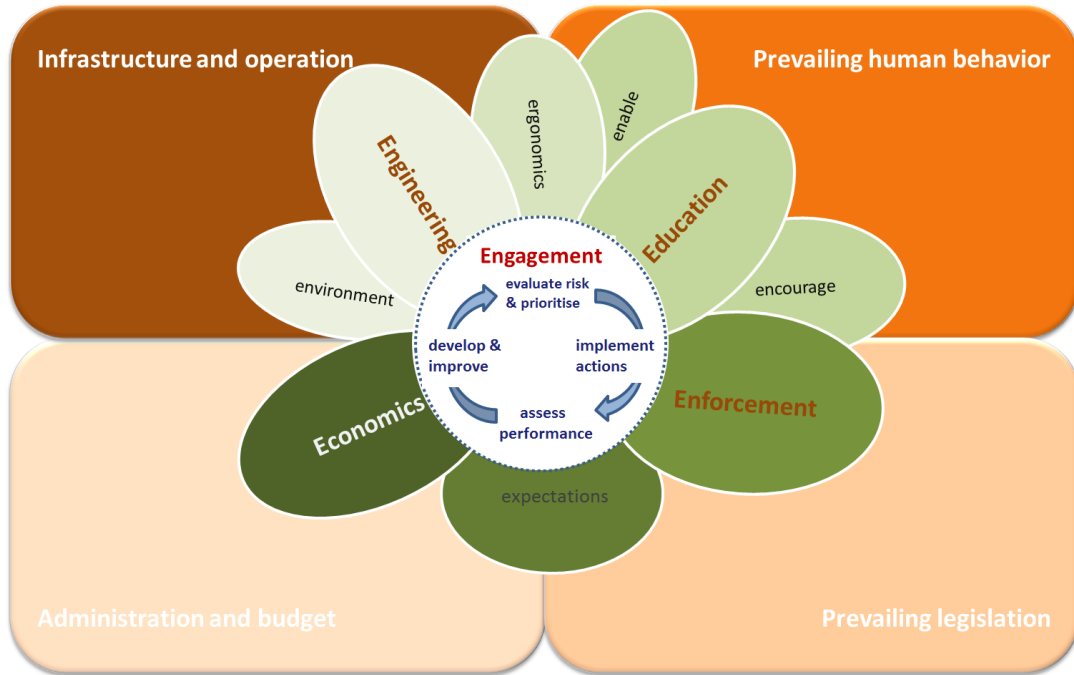 Infrastructure and operation
Prevailing human behavior
enable
ergonomics
Engineering
Education
environment
encourage
Engagement
evaluate risk
& prioritise
develop &
improve
implement
actions
assess
performance
Economics
Enforcement
expectations
Administration and budget
Prevailing legislation